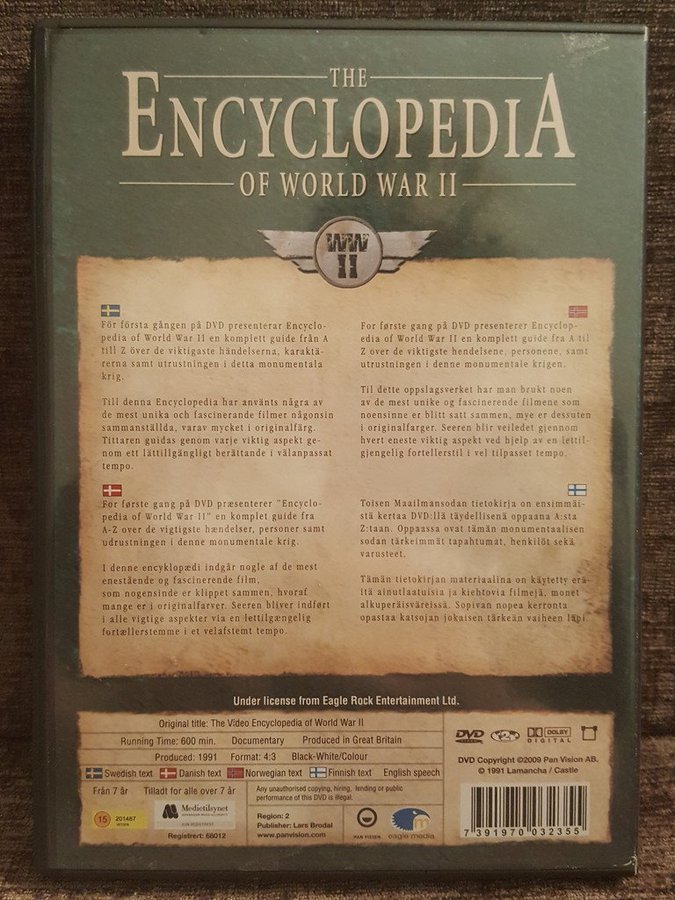 THE
ENCYCLOPEDIA
OF WORLD WAR II
WW
II
För första gången på DVD presenterar Encyclo-
pedia of World War II en komplett guide från A
till Z över de viktigaste händelserna, karaktä-
rerna samt utrustningen i detta monumentala
krig.
Till denna Encyclopedia har använts några av
de mest unika och fascinerande filmer någonsin
sammanställda, varav mycket i originalfärg.
Tittaren guidas genom varje viktig aspekt ge-
nom ett lättillgängligt berättande i välanpassat
tempo.
For første gang på DVD presenterer Encyclop-
edia of World War II en komplett guide fra A til
Z over de viktigste hendelsene, personene, samt
utrustningen i denne monumentale krigen.
Til dette oppslagsverket har man brukt noen
av de mest unike og fascinerende filmene som
noensinne er blitt satt sammen, mye er dessuten
i originalfarger. Seeren blir veiledet gjennom
hvert eneste viktig aspekt ved hjelp av en lettil-
gjengelig fortellerstil i vel tilpasset tempo.
For første gang på DVD præsenterer "Encyclo-
pedia of World War II" en komplet guide fra
A-Z over de vigtigste hændelser, personer samt
udrustningen i denne monumentale krig.
I denne encyklopædi indgår nogle af de mest
enestående og fascinerende film,
som nogensinde er klippet sammen, hvoraf
mange er i originalfarver. Seeren bliver indført
i alle vigtige aspekter via en lettilgængelig
fortællerstemme i et velafstemt tempo.
Toisen Maailmansodan tietokirja on ensimmäi-
stä kertaa DVD:llä täydellisenä oppaana A:sta
Z:taan. Oppaassa ovat tämän monumentaalisen
sodan tärkeimmät tapahtumat, henkilöt sekä
varusteet.
Tämän tietokirjan materiaalina on käytetty erä-
itä ainutlaatuisia ja kiehtovia filmejä, monet
alkuperäisväreissä. Sopivan nopea kerronta
opastaa katsojan jokaisen tärkeän vaiheen läpi.
Under license from Eagle Rock Entertainment Ltd.
Original title: The Video Encyclopedia of World War II
Running Time: 600 min. Documentary Produced in Great Britain
Produced: 1991 Format: 4:3 Black-White/Colour
Swedish text Danish text Norwegian text Finnish text English speech
Från 7 år Tilladt for alle over 7 år
15 201487
Medietilsynet
Registrert: 68012
Any unauthorised copying, hiring, lending or public
performance of this DVD is illegal.
Region: 2
Publisher: Lars Brodal
www.panvision.com
PAN VISION
eagle media
DVD
VIDEO
2
DOLBY
DIGITAL
DVD Copyright ©2009 Pan Vision AB.
© 1991 Lamancha / Castle
7 391970 032355